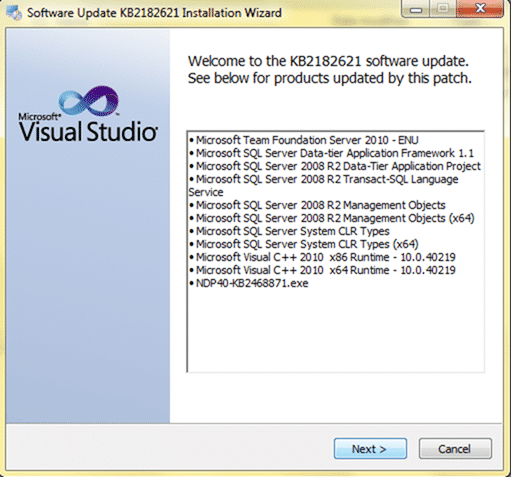 Software Update KB2182621 Installation Wizard
Welcome to the KB2182621 software update.
See below for products updated by this patch.
Microsoft®
Visual Studio®
• Microsoft Team Foundation Server 2010 - ENU
• Microsoft SQL Server Data-tier Application Framework 1.1
• Microsoft SQL Server 2008 R2 Data-Tier Application Project
• Microsoft SQL Server 2008 R2 Transact-SQL Language
Service
• Microsoft SQL Server 2008 R2 Management Objects
• Microsoft SQL Server 2008 R2 Management Objects (x64)
• Microsoft SQL Server System CLR Types
• Microsoft SQL Server System CLR Types (x64)
• Microsoft Visual C++ 2010 x86 Runtime - 10.0.40219
• Microsoft Visual C++ 2010 x64 Runtime - 10.0.40219
• NDP40-KB2468871.exe
Next >
Cancel